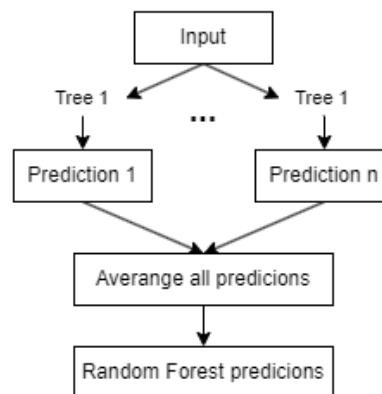 Input
Tree 1
Tree 1
...
Prediction 1
Prediction n
Averange all predicions
Random Forest predicions